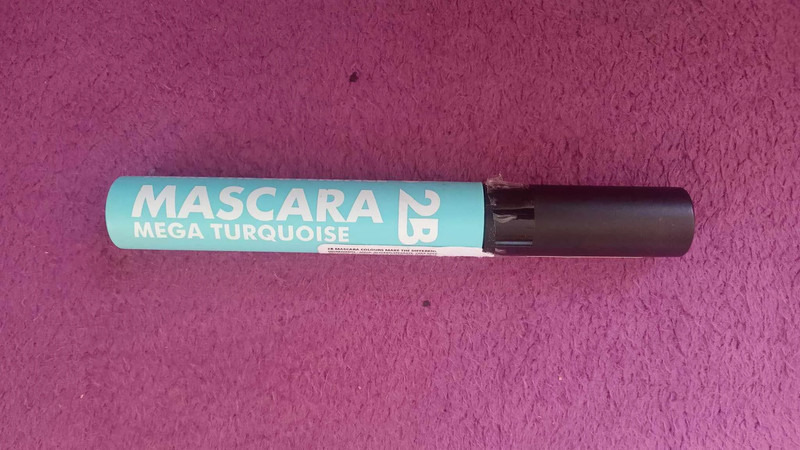 MASCARA
MEGA TURQUOISE
2B
2B MASCARA COLOURS MAKE THE DIFFERENCE